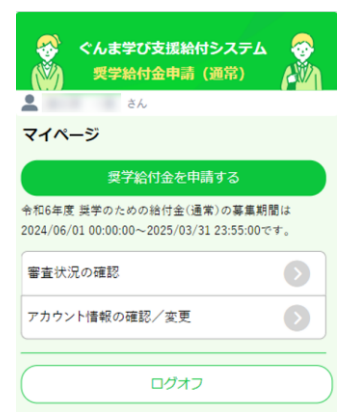 ぐんま学び支援給付システム
奨学給付金申請（通常）
さん
マイページ
奨学給付金を申請する
令和6年度 奨学のための給付金(通常)の募集期間は
2024/06/01 00:00:00～2025/03/31 23:55:00です。
審査状況の確認
アカウント情報の確認／変更
ログオフ